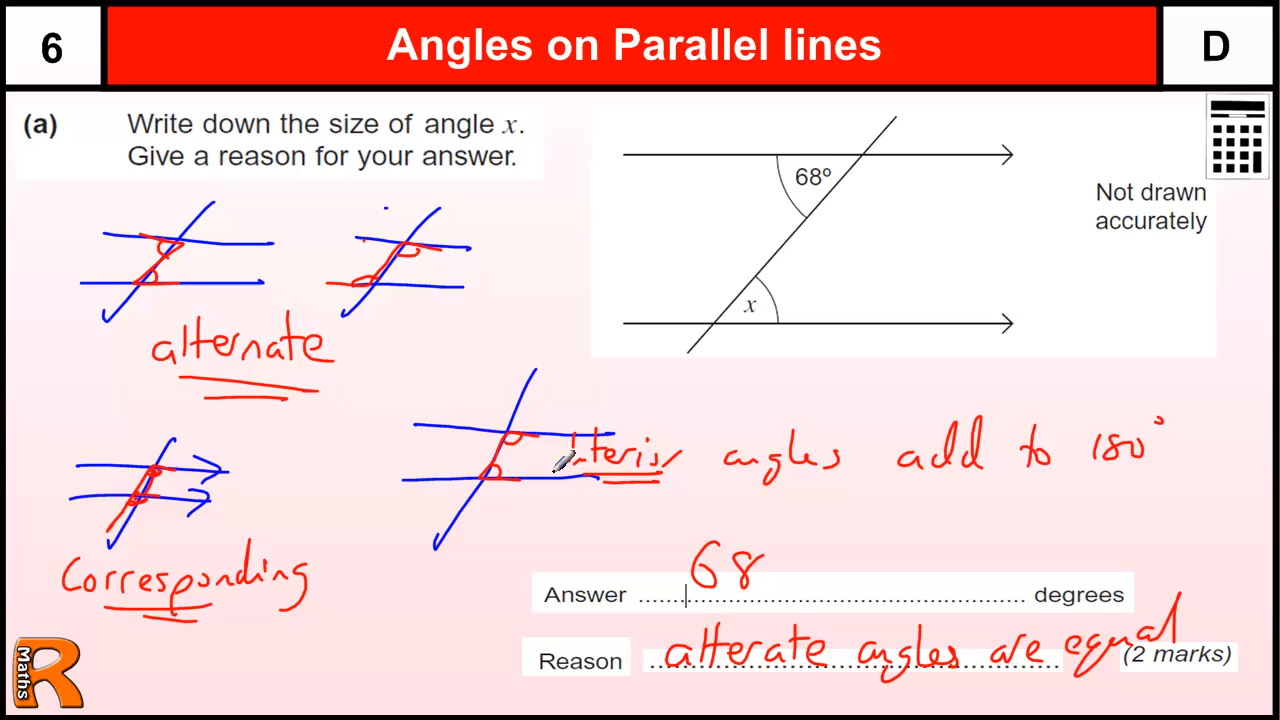 6
Angles on Parallel lines
D
(a) Write down the size of angle x.
Give a reason for your answer.
68º
x
Not drawn
accurately
alternate
angles add to 180°
Corresponding
68
Answer ................ degrees
Reason ................ (2 marks)
alterate angles are equal
Maths
R